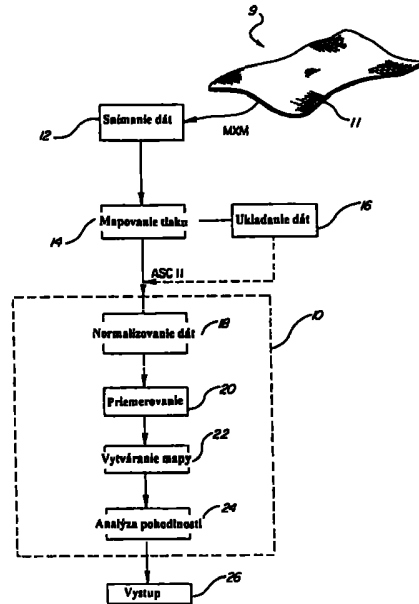 9
11
MXM
Snímanie dát
12
Mapovanie tlaku
14
Ukladanie dát
16
ASC II
10
Normalizovanie dát
18
Priemerovanie
20
Vytváranie mapy
22
Analýza pohodlnosti
24
Vystup
26